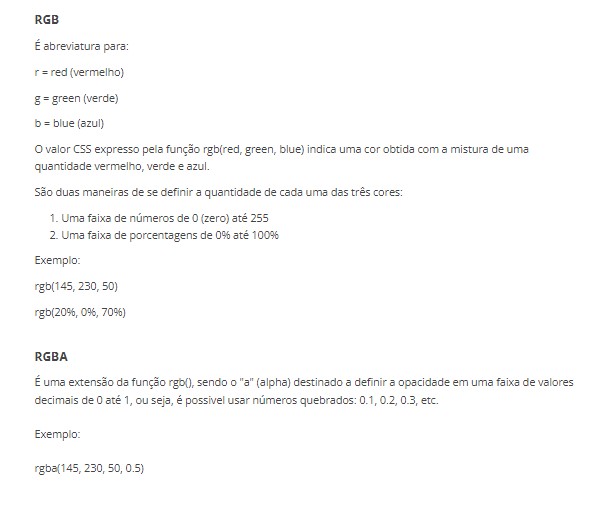 RGB
É abreviatura para:
r = red (vermelho)
g = green (verde)
b = blue (azul)
O valor CSS expresso pela função rgb(red, green, blue) indica uma cor obtida com a mistura de uma
quantidade vermelho, verde e azul.
São duas maneiras de se definir a quantidade de cada uma das três cores:
1. Uma faixa de números de 0 (zero) até 255
2. Uma faixa de porcentagens de 0% até 100%
Exemplo:
rgb(145, 230, 50)
rgb(20%, 0%, 70%)
RGBA
É uma extensão da função rgb(), sendo o "a" (alpha) destinado a definir a opacidade em uma faixa de valores
decimais de 0 até 1, ou seja, é possivel usar números quebrados: 0.1, 0.2, 0.3, etc.
Exemplo:
rgba(145, 230, 50, 0.5)